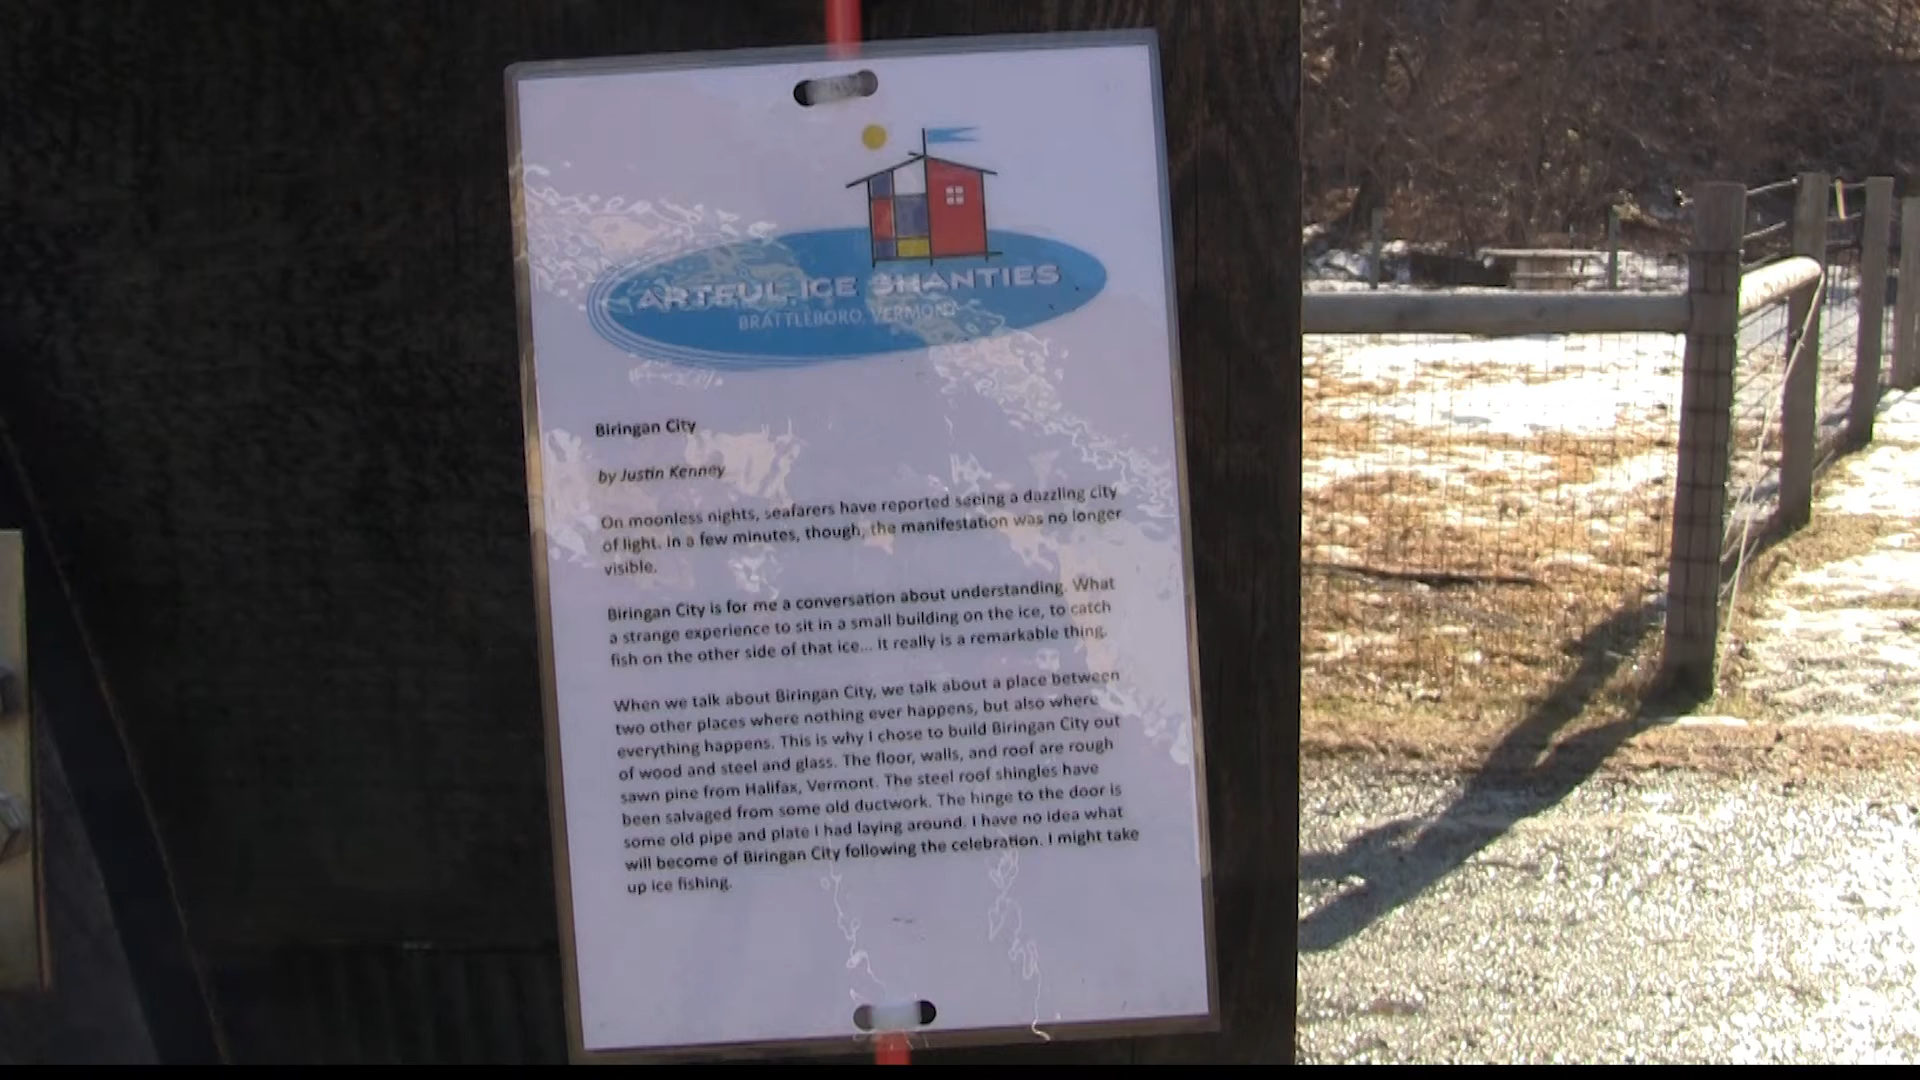 ARTFUL ICE SHANTIES
BRATTLEBORO, VERMONT
Biringan City
by Justin Kenney
On moonless nights, seafarers have reported seeing a dazzling city
of light. In a few minutes, though, the manifestation was no longer
visible.
Biringan City is for me a conversation about understanding. What
a strange experience to sit in a small building on the ice, to catch
fish on the other side of that ice... It really is a remarkable thing.
When we talk about Biringan City, we talk about a place between
two other places where nothing ever happens, but also where
everything happens. This is why I chose to build Biringan City out
of wood and steel and glass. The floor, walls, and roof are rough
sawn pine from Halifax, Vermont. The steel roof shingles have
been salvaged from some old ductwork. The hinge to the door is
some old pipe and plate I had laying around. I have no idea what
will become of Biringan City following the celebration. I might take
up ice fishing.